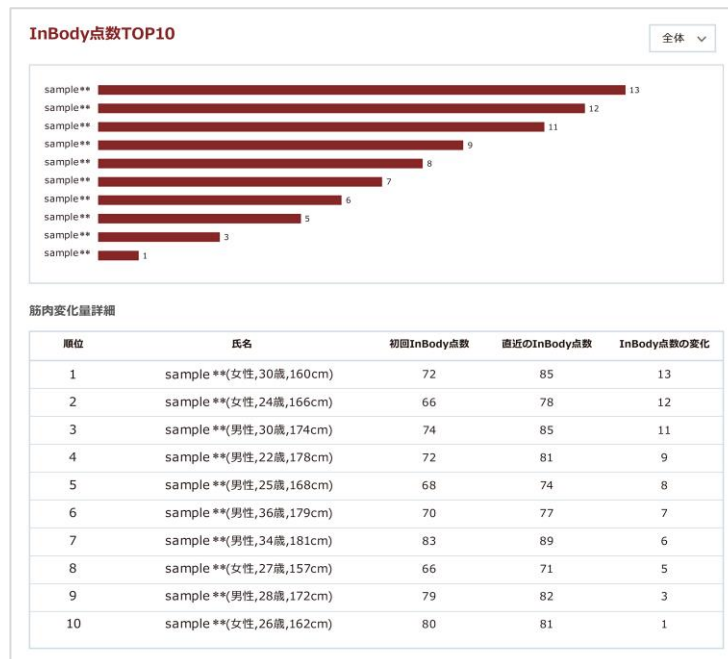 InBody点数TOP10
全体
sample** 13
sample** 12
sample** 11
sample** 9
sample** 8
sample** 7
sample** 6
sample** 5
sample** 3
sample** 1
筋肉変化量詳細
順位 氏名 初回InBody点数 直近のInBody点数 InBody点数の変化
1 sample **(女性,30歳,160cm) 72 85 13
2 sample **(女性,24歳,166cm) 66 78 12
3 sample **(男性,30歳,174cm) 74 85 11
4 sample **(男性,22歳,178cm) 72 81 9
5 sample **(男性,25歳,168cm) 68 74 8
6 sample **(男性,36歳,179cm) 70 77 7
7 sample **(男性,34歳,181cm) 83 89 6
8 sample **(女性,27歳,157cm) 66 71 5
9 sample **(男性,28歳,172cm) 79 82 3
10 sample **(女性,26歳,162cm) 80 81 1